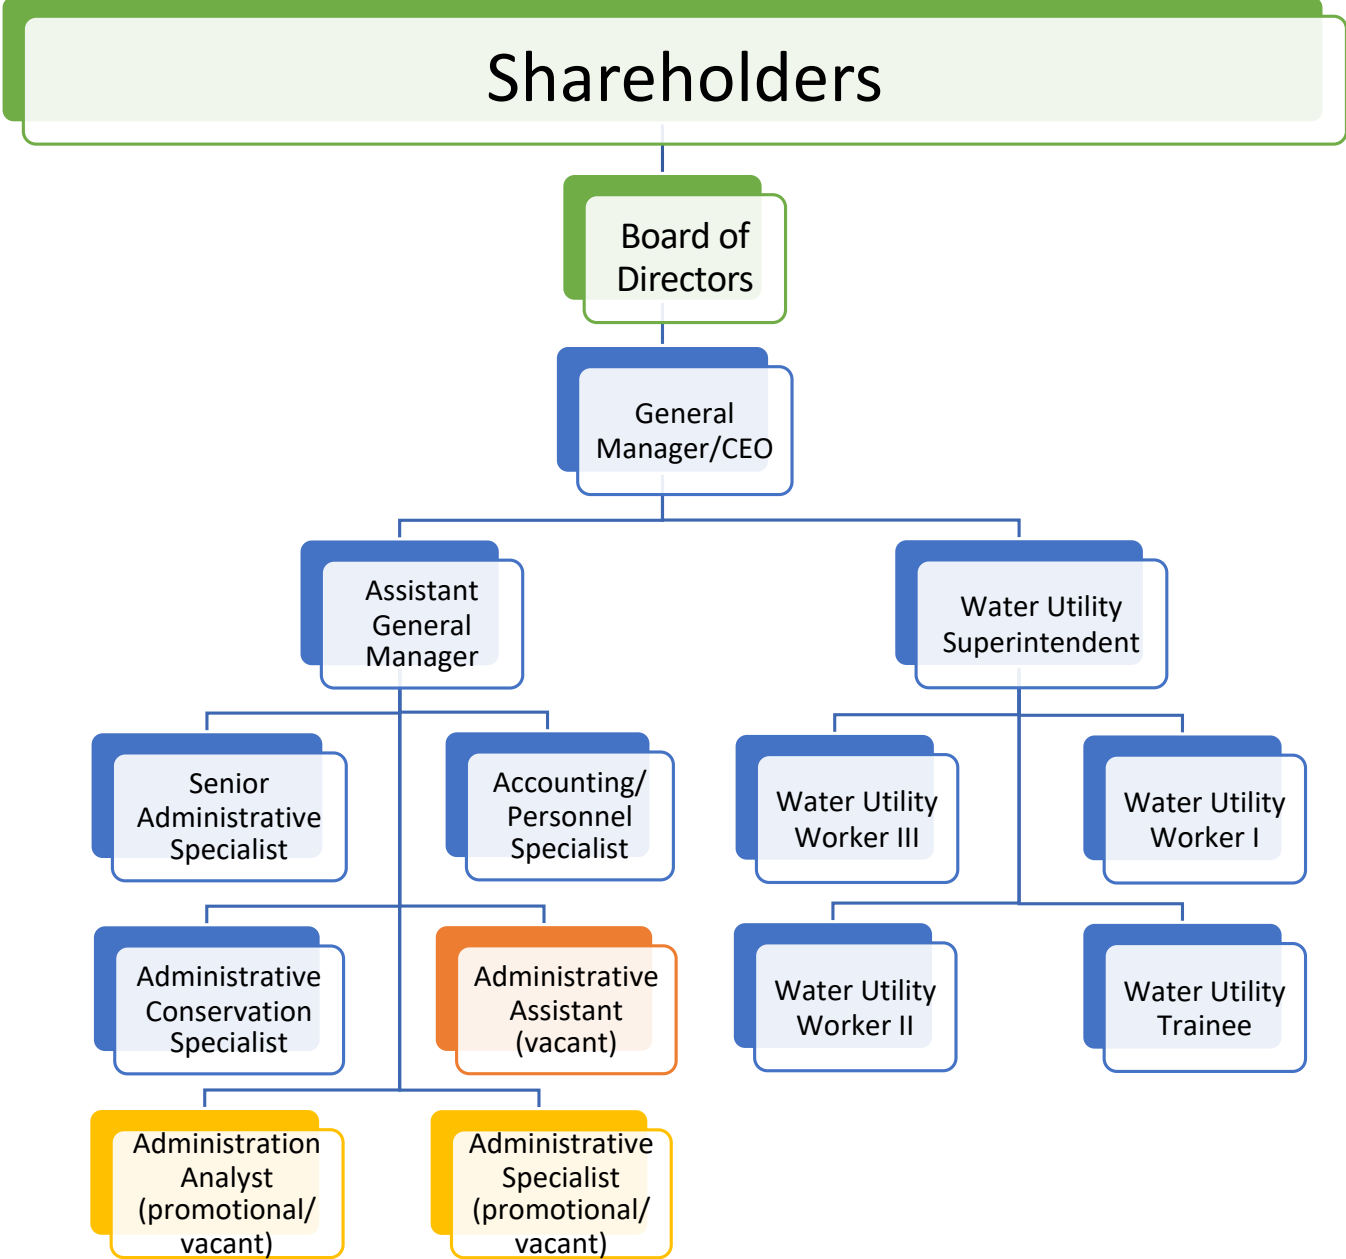 Shareholders
Board of
Directors
General
Manager/CEO
Assistant
General
Manager
Water Utility
Superintendent
Senior
Administrative
Specialist
Accounting/
Personnel
Specialist
Water Utility
Worker III
Water Utility
Worker I
Administrative
Conservation
Specialist
Administrative
Assistant
(vacant)
Water Utility
Worker II
Water Utility
Trainee
Administration
Analyst
(promotional/
vacant)
Administrative
Specialist
(promotional/
vacant)